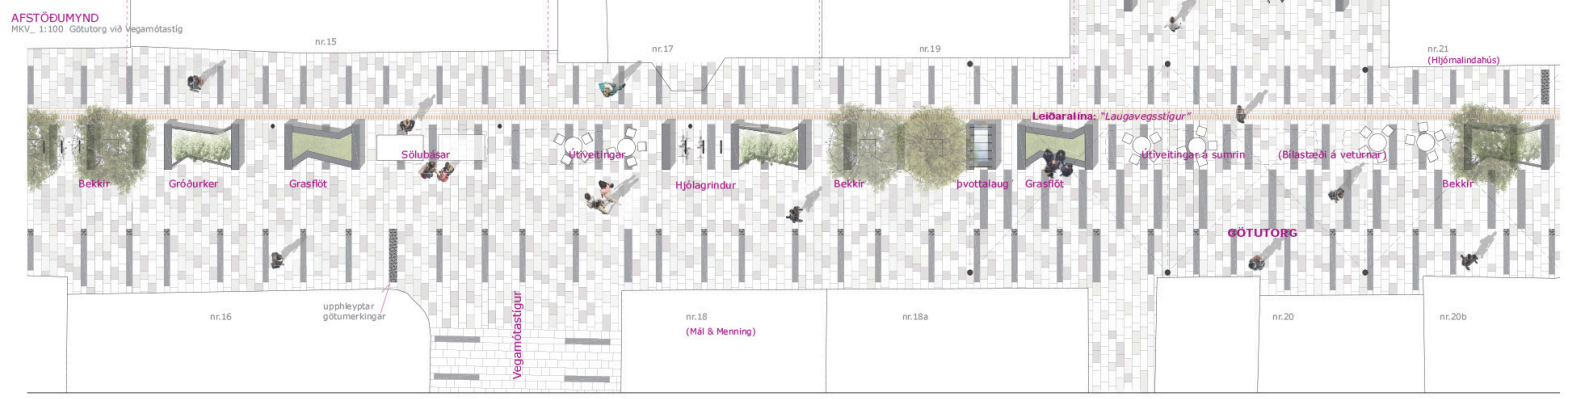 AFSTÖÐUMYND
MKV_ 1:100 Götutorg við Vegamótastíg
nr.15
nr.17
nr.19
nr.21
(Hljómalindahús)
Leiðaralína: "Laugavegsstígur"
Sölubásar
Útiveitingar
Útiveitingar á sumrin
(Bílastæði á veturnar)
Bekkir
Gróðurker
Grasflöt
Hjólagrindur
Bekkir
þvottalaug
Grasflöt
Bekkir
GÖTUTORG
upphleyptar
götumerkingar
Vegamótastígur
nr.16
nr.18
(Mál & Menning)
nr.18a
nr.20
nr.20b